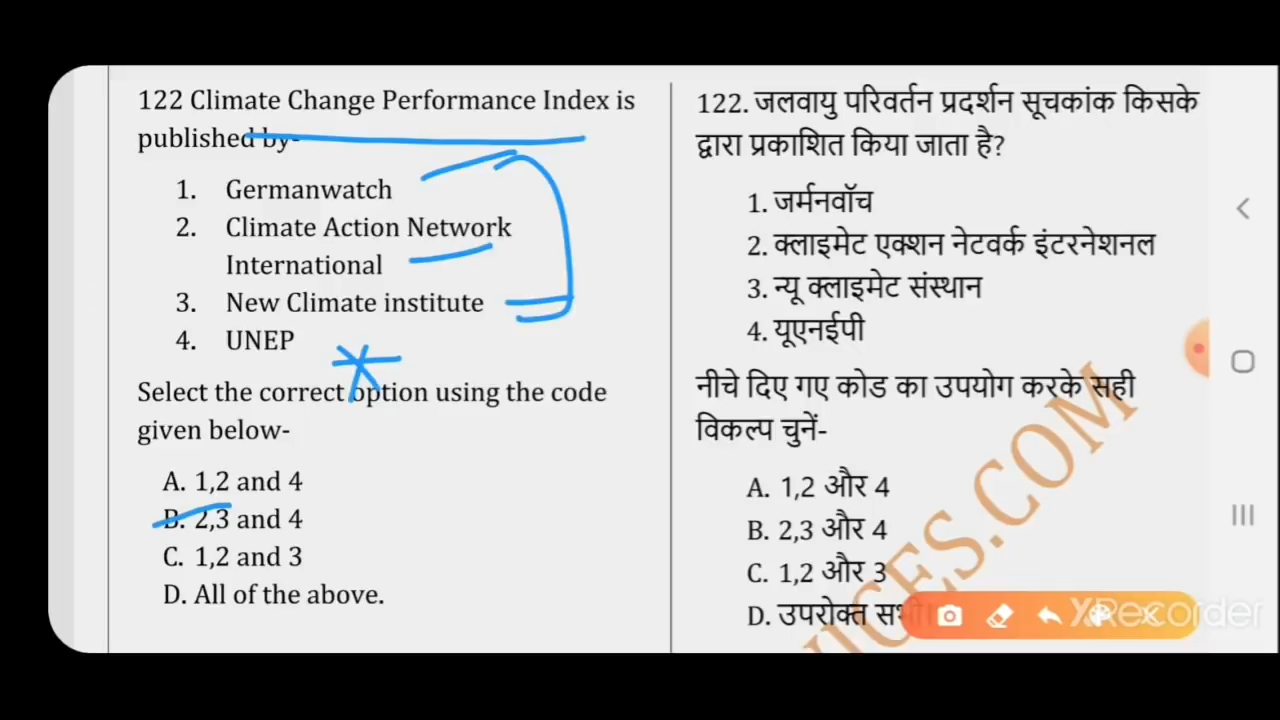 122 Climate Change Performance Index is
published by-
1. Germanwatch
2. Climate Action Network
International
3. New Climate institute
4. UNEP
Select the correct option using the code
given below-
A. 1,2 and 4
B. 2,3 and 4
C. 1,2 and 3
D. All of the above.
122. जलवायु परिवर्तन प्रदर्शन सूचकांक किसके
द्वारा प्रकाशित किया जाता है?
1. जर्मनवॉच
2. क्लाइमेट एक्शन नेटवर्क इंटरनेशनल
3. न्यू क्लाइमेट संस्थान
4. यूएनईपी
नीचे दिए गए कोड का उपयोग करके सही
विकल्प चुनें-
A. 1,2 और 4
B. 2,3 और 4
C. 1,2 और 3
D. उपरोक्त सभी।
XRecorder
ICES.COM